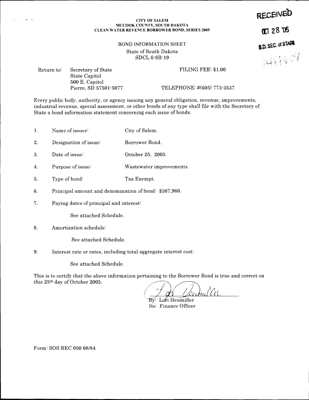 CITY OF SALEM
MCCOOK COUNTY, SOUTH DAKOTA
CLEAN WATER REVENUE BORROWER BOND, SERIES 2005
RECEIVED
OCT 28 '05
S.D. SEC. OF STATE
BOND INFORMATION SHEET
State of South Dakota
SDCL 6-8B-19
Return to: Secretary of State FILING FEE: $1.00
State Capitol
500 E. Capitol
Pierre, SD 57501-5077 TELEPHONE: #(605) 773-3537
Every public body, authority, or agency issuing any general obligation, revenue, improvements,
industrial revenue, special assessment, or other bonds of any type shall file with the Secretary of
State a bond information statement concerning each issue of bonds.
1. Name of issuer: City of Salem.
2. Designation of issue: Borrower Bond.
3. Date of issue: October 25, 2005
4. Purpose of issue: Wastewater improvements.
5. Type of bond: Tax Exempt.
6. Principal amount and denomination of bond: $387,960.
7. Paying dates of principal and interest:
See attached Schedule.
8. Amortization schedule:
See attached Schedule.
9. Interest rate or rates, including total aggregate interest cost:
See attached Schedule.
This is to certify that the above information pertaining to the Borrower Bond is true and correct on
this 25th day of October 2005.
By: Lori Heumiller
Its: Finance Officer
Form: SOS REC 050 08/84